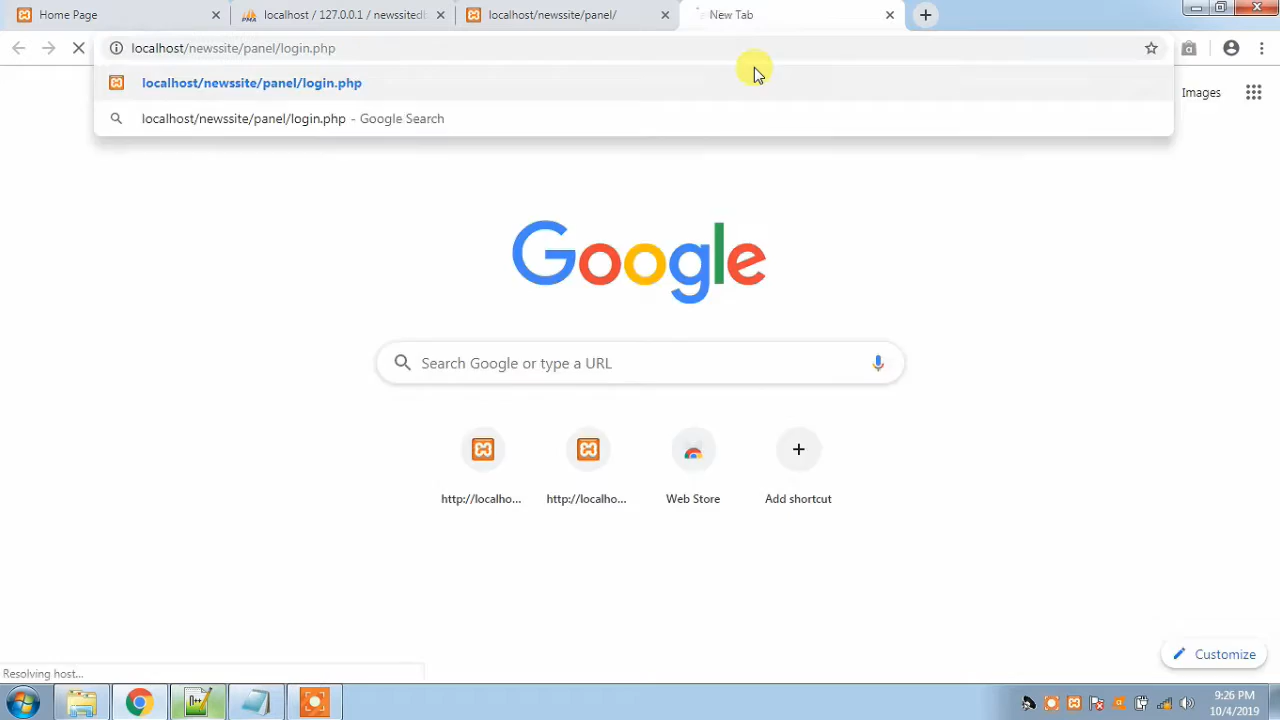 Home Page
localhost / 127.0.0.1 / newssitedb
localhost/newssite/panel/
New Tab
localhost/newssite/panel/login.php
localhost/newssite/panel/login.php
Images
localhost/newssite/panel/login.php - Google Search
Google
Search Google or type a URL
http://localho...
http://localho...
Web Store
Add shortcut
Customize
Resolving host...
9:26 PM
10/4/2019